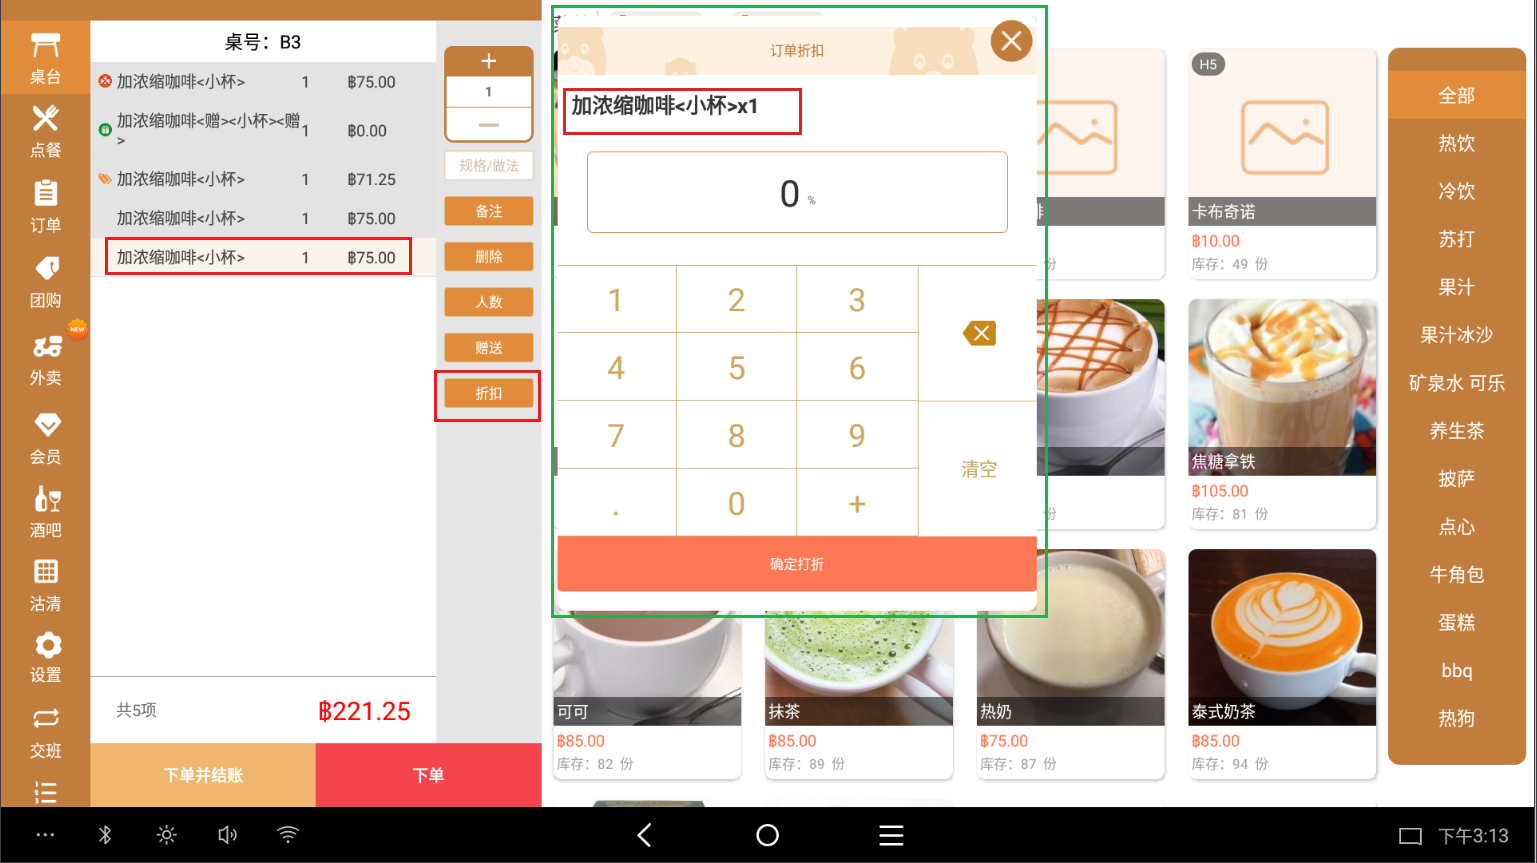 桌台
点餐
订单
团购
NEW
外卖
会员
酒吧
沽清
设置
交班
桌号：B3
加浓缩咖啡<小杯> 1 ฿75.00
加浓缩咖啡<赠><小杯><赠
> 1 ฿0.00
加浓缩咖啡<小杯> 1 ฿71.25
加浓缩咖啡<小杯> 1 ฿75.00
加浓缩咖啡<小杯> 1 ฿75.00
共5项 ฿221.25
下单并结账
下单
+
1
—
规格/做法
备注
删除
人数
赠送
折扣
订单折扣
加浓缩咖啡<小杯>x1
0 %
1 2 3
4 5 6
7 8 9
. 0 +
清空
确定打折
份
份
H5
卡布奇诺
฿10.00
库存：49 份
焦糖拿铁
฿105.00
库存：81 份
可可
฿85.00
库存：82 份
抹茶
฿85.00
库存：89 份
热奶
฿75.00
库存：87 份
泰式奶茶
฿85.00
库存：94 份
全部
热饮
冷饮
苏打
果汁
果汁冰沙
矿泉水 可乐
养生茶
披萨
点心
牛角包
蛋糕
bbq
热狗
下午3:13